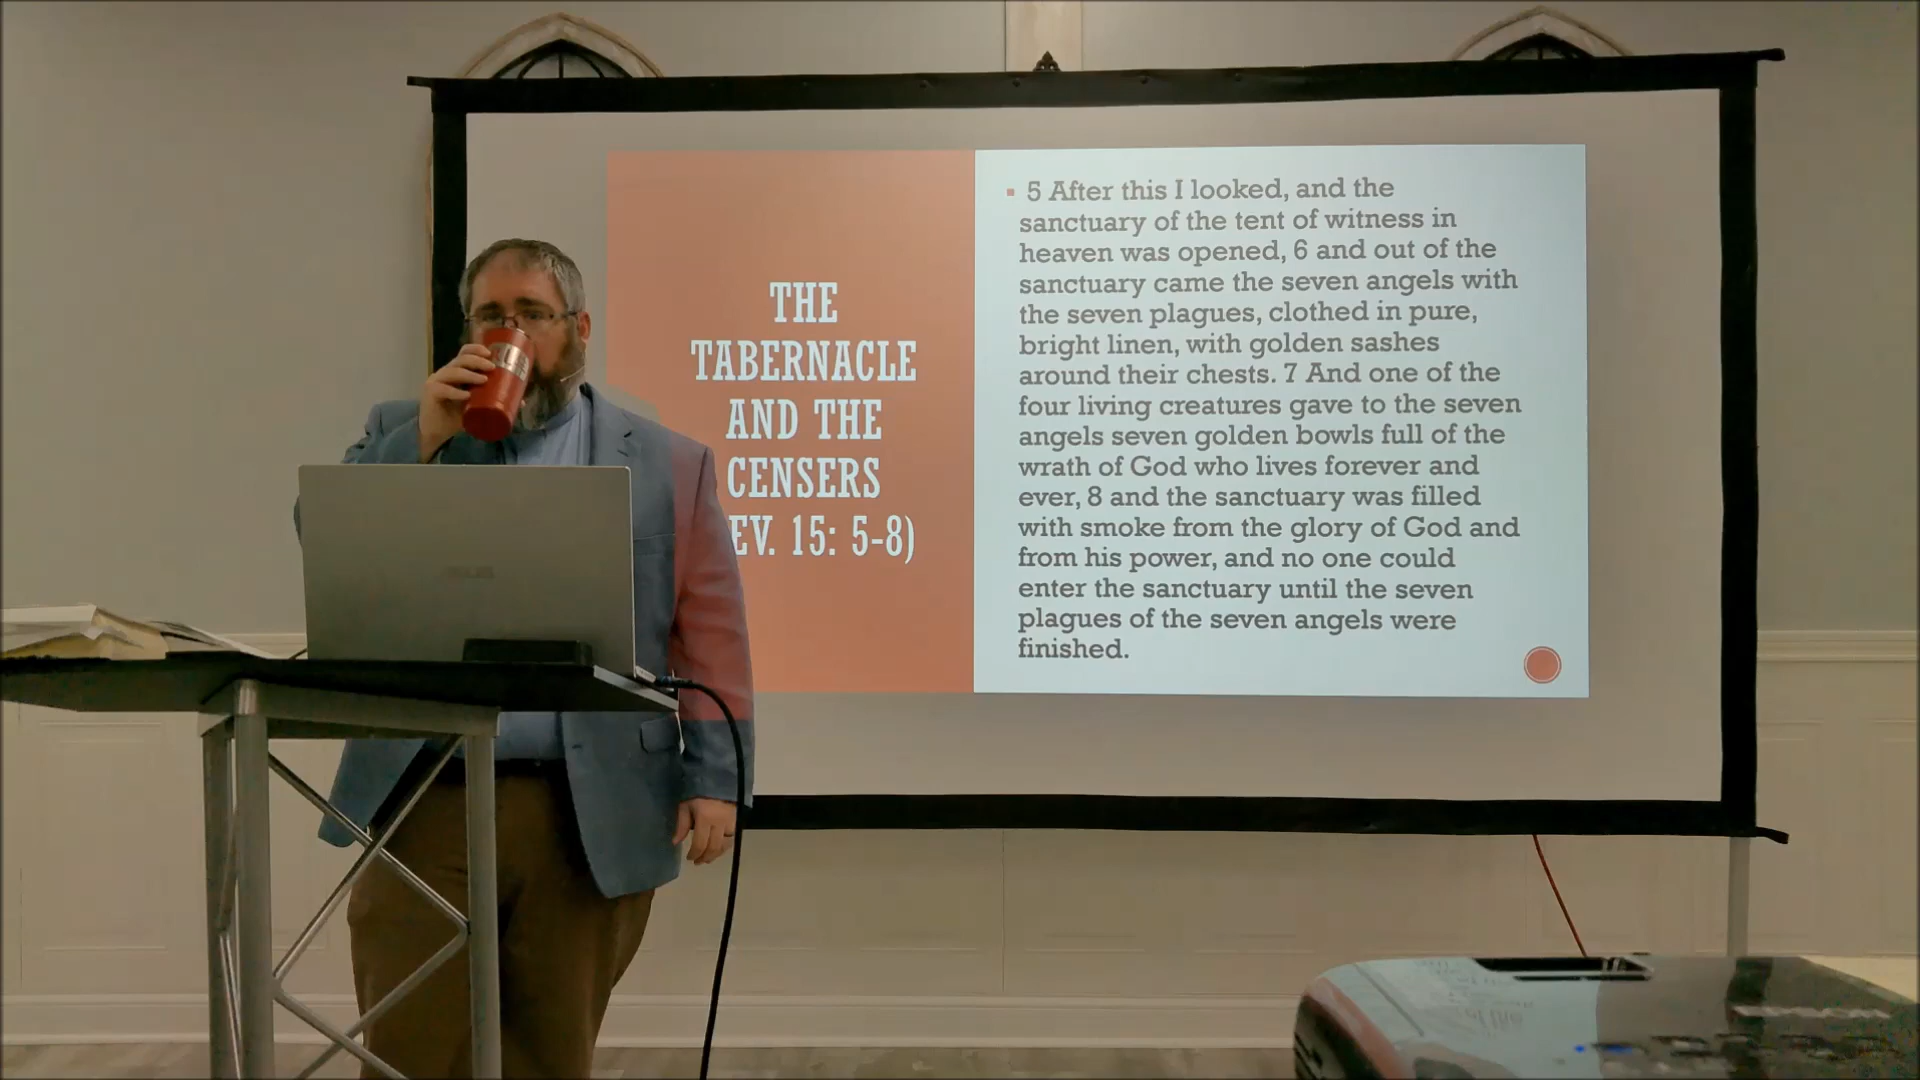 THE
TABERNACLE
AND THE
CENSERS
EV. 15: 5-8)
5 After this I looked, and the
sanctuary of the tent of witness in
heaven was opened, 6 and out of the
sanctuary came the seven angels with
the seven plagues, clothed in pure,
bright linen, with golden sashes
around their chests. 7 And one of the
four living creatures gave to the seven
angels seven golden bowls full of the
wrath of God who lives forever and
ever, 8 and the sanctuary was filled
with smoke from the glory of God and
from his power, and no one could
enter the sanctuary until the seven
plagues of the seven angels were
finished.